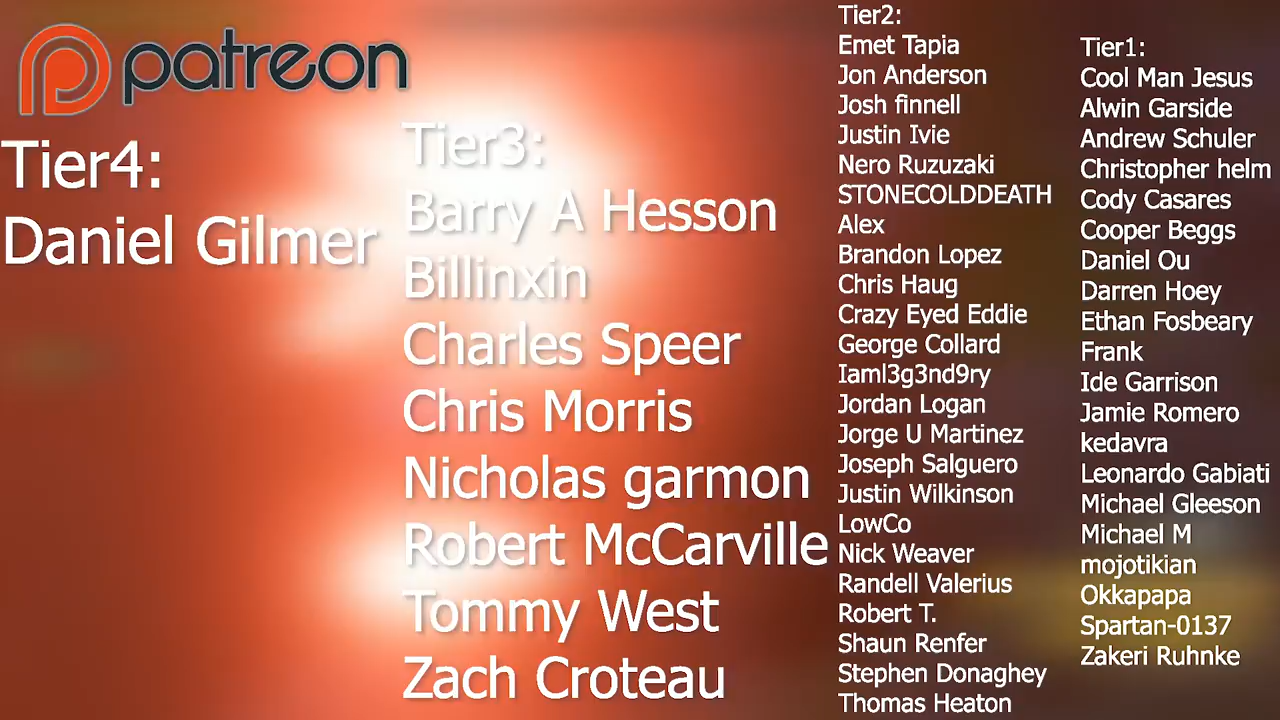 patreon
Tier4:
Daniel Gilmer
Tier3:
Barry A Hesson
Billinxin
Charles Speer
Chris Morris
Nicholas garmon
Robert McCarville
Tommy West
Zach Croteau
Tier2:
Emet Tapia
Jon Anderson
Josh finnell
Justin Ivie
Nero Ruzuzaki
STONECOLDDEATH
Alex
Brandon Lopez
Chris Haug
Crazy Eyed Eddie
George Collard
Iaml3g3nd9ry
Jordan Logan
Jorge U Martinez
Joseph Salguero
Justin Wilkinson
LowCo
Nick Weaver
Randell Valerius
Robert T.
Shaun Renfer
Stephen Donaghey
Thomas Heaton
Tier1:
Cool Man Jesus
Alwin Garside
Andrew Schuler
Christopher helm
Cody Casares
Cooper Beggs
Daniel Ou
Darren Hoey
Ethan Fosbeary
Frank
Ide Garrison
Jamie Romero
kedavra
Leonardo Gabiati
Michael Gleeson
Michael M
mojotikian
Okkapapa
Spartan-0137
Zakeri Ruhnke